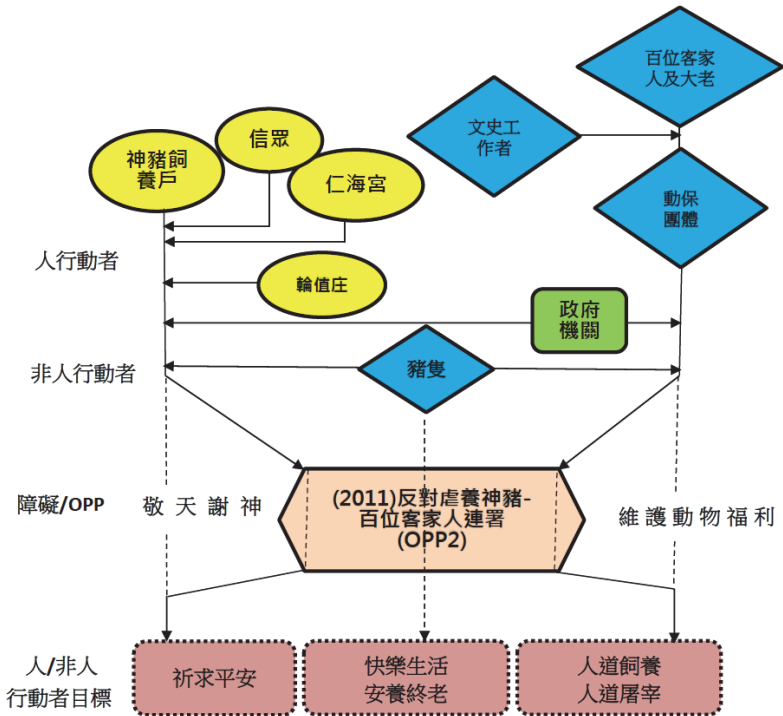 百位客家
人及大老
文史工
作者
信眾
神豬飼
養戶
仁海宮
動保
團體
人行動者
輪值庄
政府
機關
非人行動者
豬隻
障礙/OPP
敬天謝神
(2011)反對虐養神豬-
百位客家人連署
(OPP2)
維護動物福利
人/非人
行動者目標
祈求平安
快樂生活
安養終老
人道飼養
人道屠宰